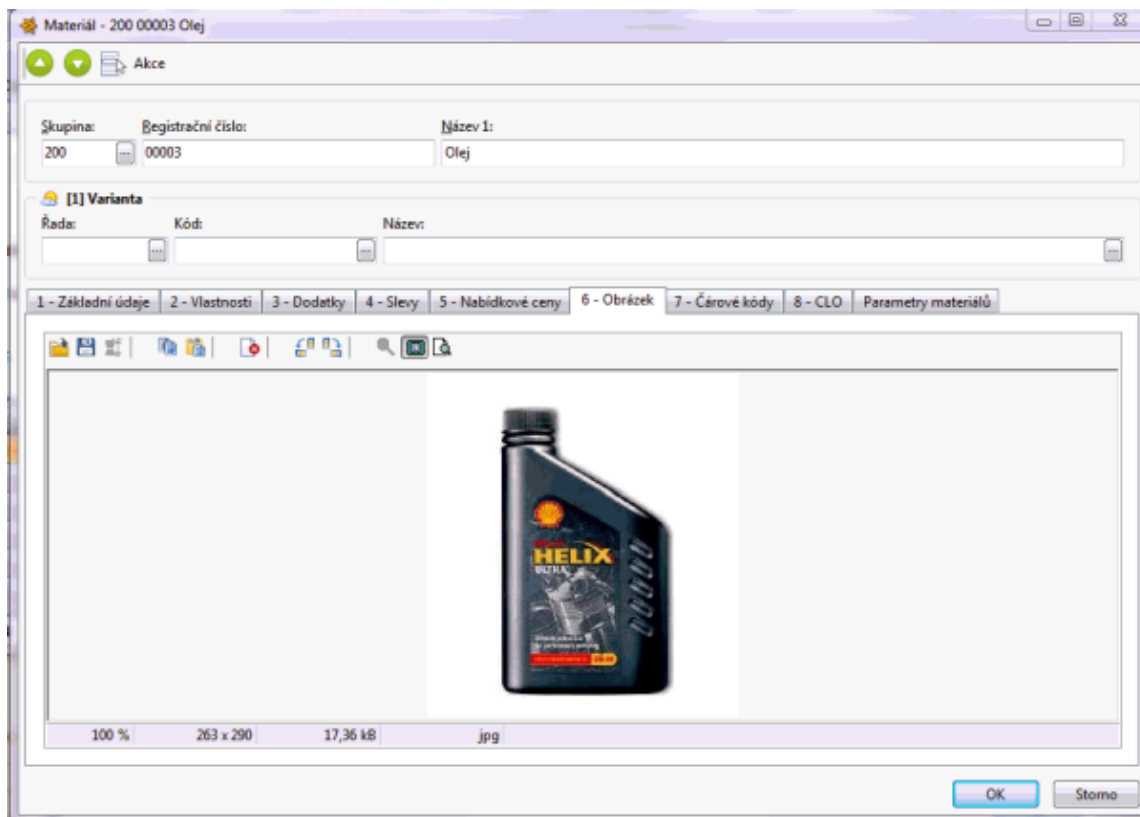 Materiál - 200 00003 Olej
Akce
Skupina: Registrační číslo: Název 1:
200 ... 00003 Olej
[1] Varianta
Řada: Kód: Název:
... ... ...
1 - Základní údaje 2 - Vlastnosti 3 - Dodatky 4 - Slevy 5 - Nabídkové ceny 6 - Obrázek 7 - Čárové kódy 8 - CLO Parametry materiálů
HELIX
ULTRA
100 % 263 x 290 17,36 kB jpg
OK Storno